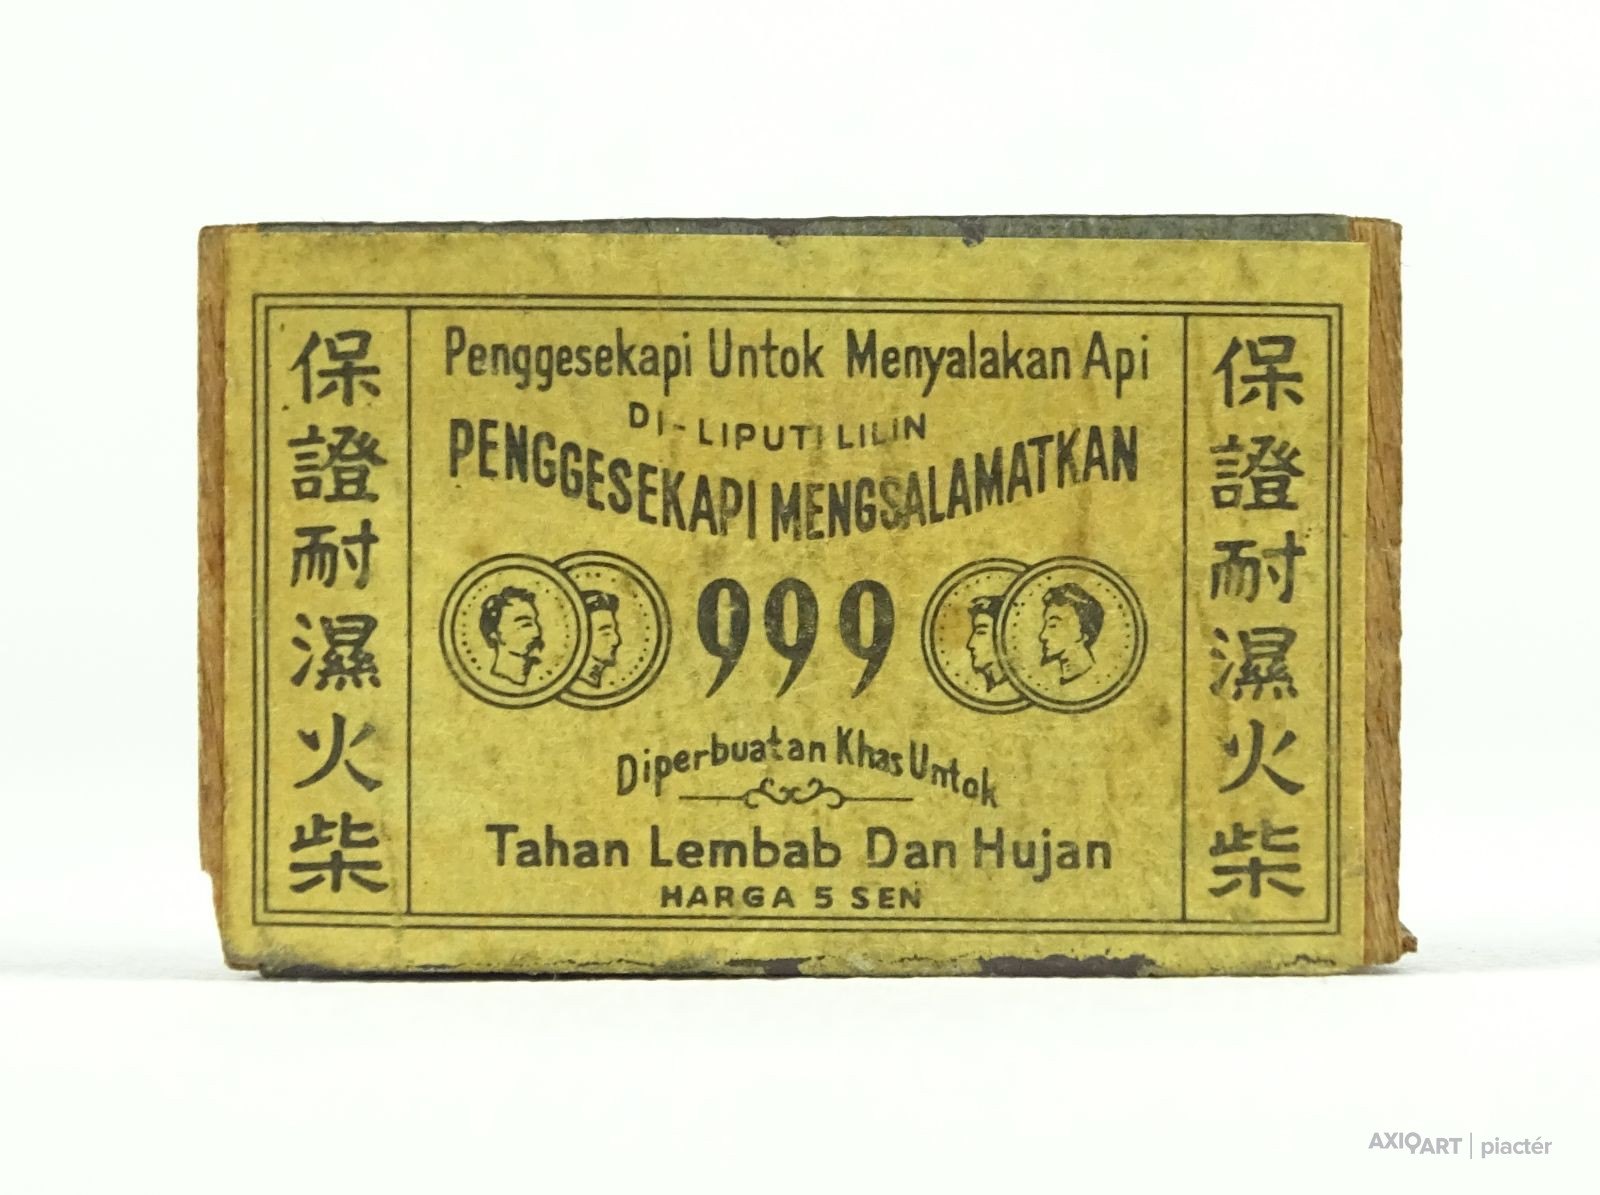 保證耐濕火柴
Penggesekapi Untok Menyalakan Api
DI-LIPUTI LILIN
PENGGESEKAPI MENGSALAMATKAN
999
Diperbuatan Khas Untok
Tahan Lembab Dan Hujan
HARGA 5 SEN
保證耐濕火柴
AXIOART | piactér